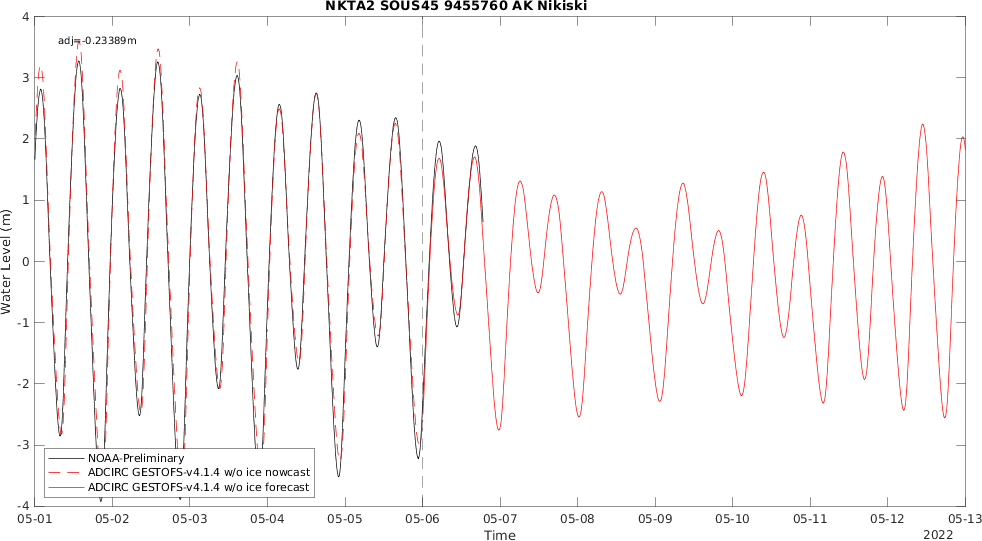 NKTA2 SOUS45 9455760 AK Nikiski
adj=-0.23389m
Water Level (m)
4
3
2
1
0
-1
-2
-3
-4
NOAA-Preliminary
ADCIRC GESTOFS-v4.1.4 w/o ice nowcast
ADCIRC GESTOFS-v4.1.4 w/o ice forecast
05-01 05-02 05-03 05-04 05-05 05-06 05-07 05-08 05-09 05-10 05-11 05-12 05-13
Time
2022